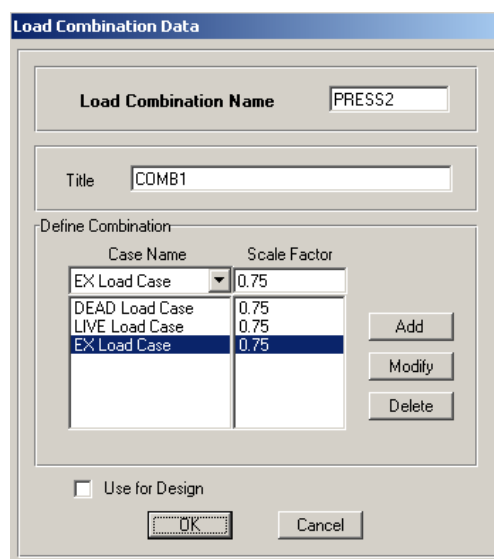 Load Combination Data
Load Combination Name PRESS2
Title COMB1
Define Combination
Case Name Scale Factor
EX Load Case 0.75
DEAD Load Case 0.75
LIVE Load Case 0.75
EX Load Case 0.75
Add
Modify
Delete
Use for Design
OK Cancel